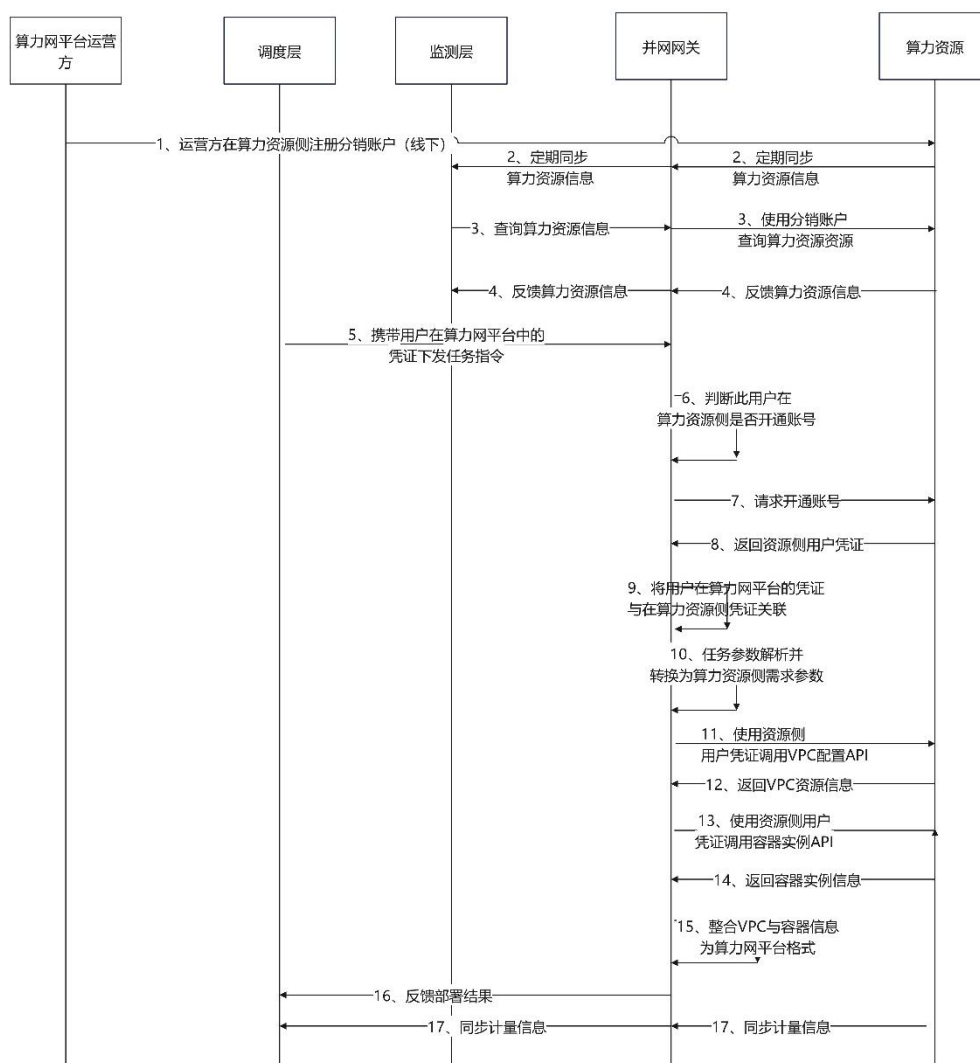 算力网平台运营
方
调度层
监测层
并网网关
算力资源
1、运营方在算力资源侧注册分销账户（线下）
2、定期同步
算力资源信息
2、定期同步
算力资源信息
3、查询算力资源信息
3、使用分销账户
查询算力资源资源
4、反馈算力资源信息
4、反馈算力资源信息
5、携带用户在算力网平台中的
凭证下发任务指令
6、判断此用户在
算力资源侧是否开通账号
7、请求开通账号
8、返回资源侧用户凭证
9、将用户在算力网平台的凭证
与在算力资源侧凭证关联
10、任务参数解析并
转换为算力资源侧需求参数
11、使用资源侧
用户凭证调用VPC配置API
12、返回VPC资源信息
13、使用资源侧用户
凭证调用容器实例API
14、返回容器实例信息
15、整合VPC与容器信息
为算力网平台格式
16、反馈部署结果
17、同步计量信息
17、同步计量信息